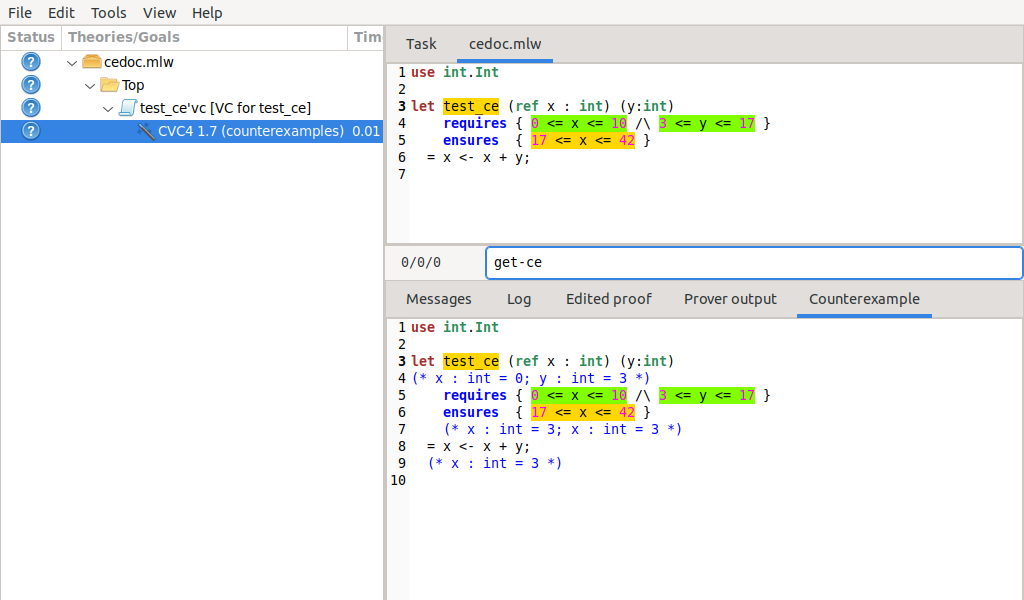 File Edit Tools View Help
Status Theories/Goals Tim
cedoc.mlw
Top
test_ce'vc [VC for test_ce]
CVC4 1.7 (counterexamples) 0.01
Task cedoc.mlw
1 use int.Int
2
3 let test_ce (ref x : int) (y:int)
4     requires { 0 <= x <= 10 /\ 3 <= y <= 17 }
5     ensures  { 17 <= x <= 42 }
6   = x <- x + y;
7
0/0/0 get-ce
Messages Log Edited proof Prover output Counterexample
1 use int.Int
2
3 let test_ce (ref x : int) (y:int)
4 (* x : int = 0; y : int = 3 *)
5     requires { 0 <= x <= 10 /\ 3 <= y <= 17 }
6     ensures  { 17 <= x <= 42 }
7     (* x : int = 3; x : int = 3 *)
8   = x <- x + y;
9   (* x : int = 3 *)
10